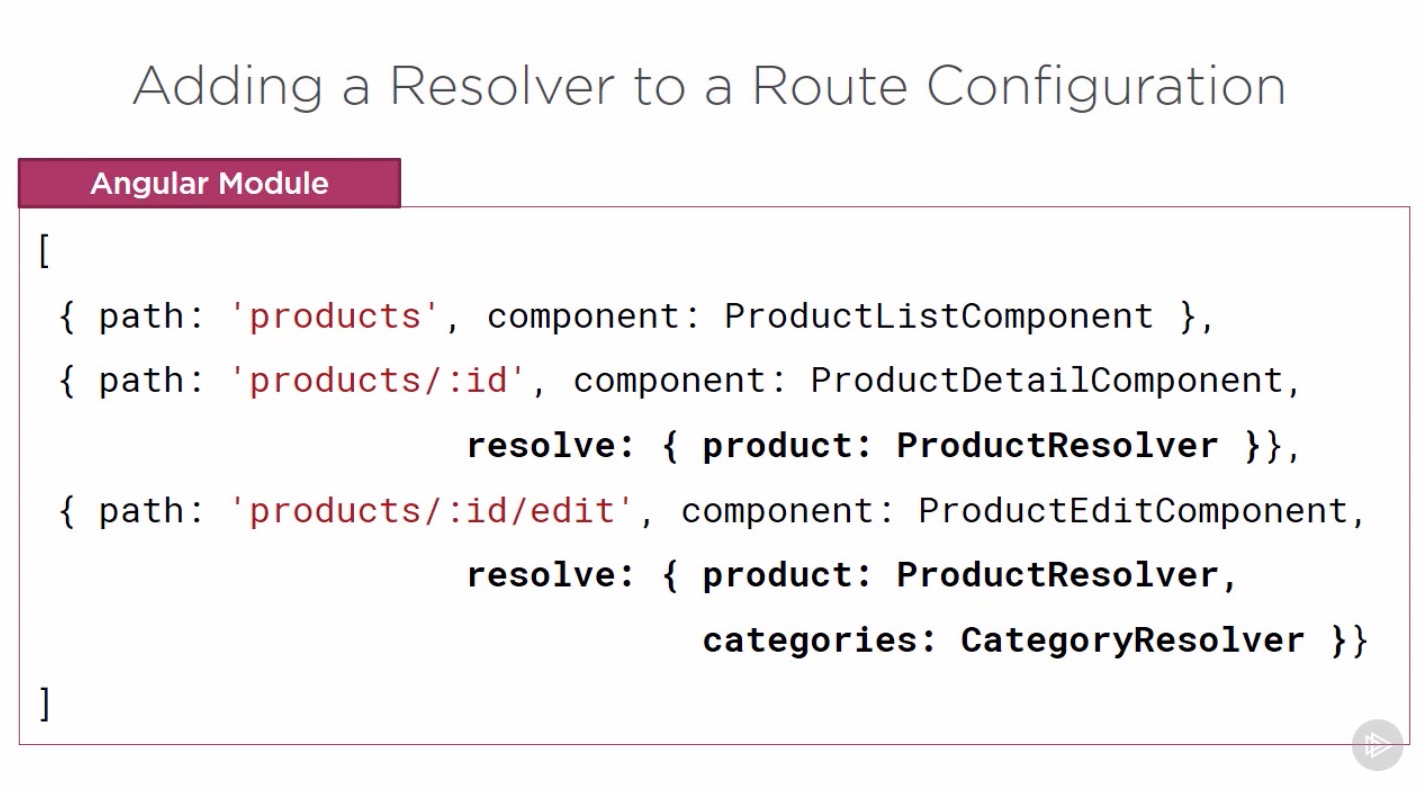 Adding a Resolver to a Route Configuration
Angular Module
[
{ path: 'products', component: ProductListComponent },
{ path: 'products/:id', component: ProductDetailComponent,
resolve: { product: ProductResolver }},
{ path: 'products/:id/edit', component: ProductEditComponent,
resolve: { product: ProductResolver,
categories: CategoryResolver }}
]